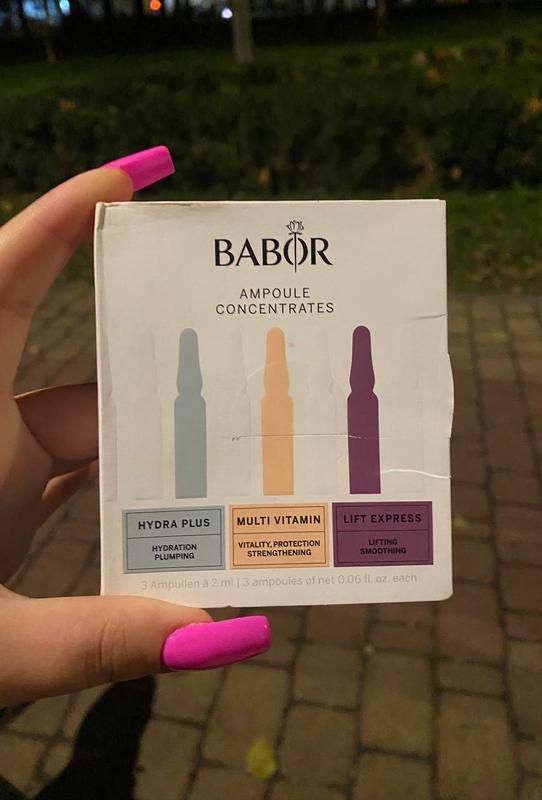 BABOR
AMPOULE
CONCENTRATES
HYDRA PLUS
HYDRATION
PLUMPING
MULTI VITAMIN
VITALITY, PROTECTION
STRENGTHENING
LIFT EXPRESS
LIFTING
SMOOTHING
3 Ampullen à 2 ml | 3 ampoules of net 0.06 fl. oz. each